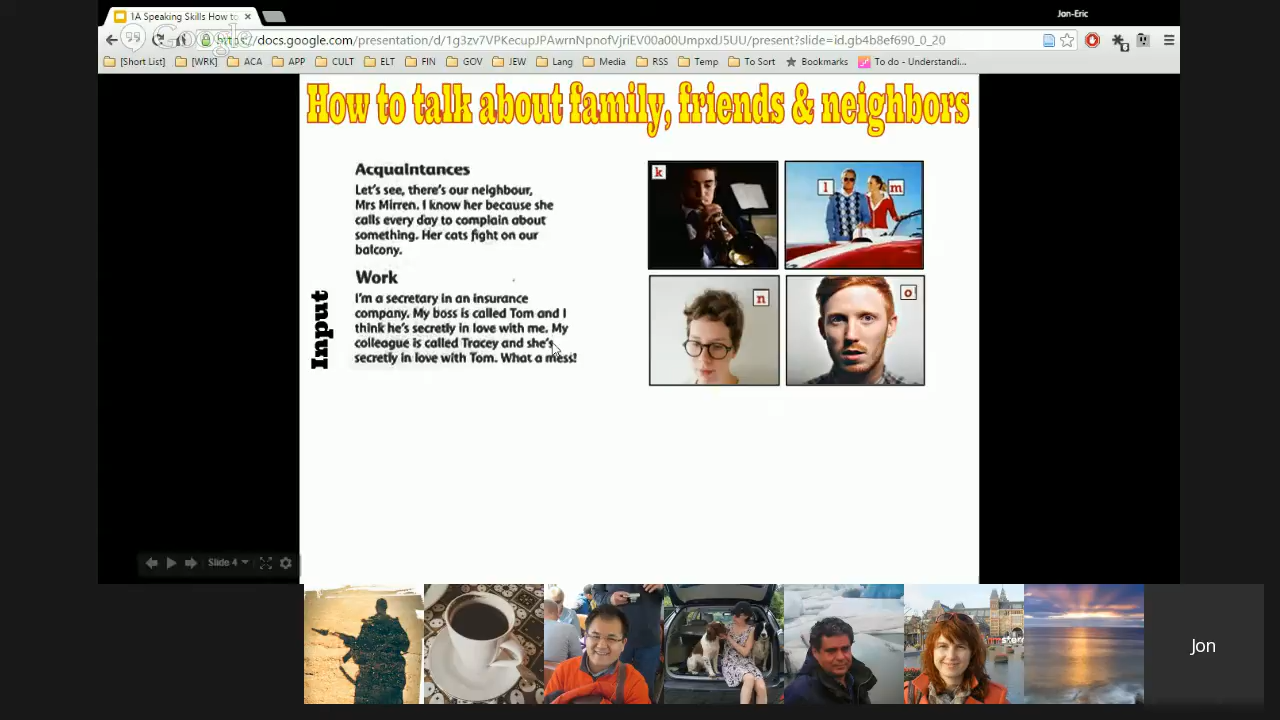 1A Speaking Skills How to
Jon-Eric
Google
https://docs.google.com/presentation/d/1g3zv7VPKecupJPAwrnNpnofVjriEV00a00UmpxdJ5UU/present?slide=id.gb4b8ef690_0_20
[Short List] [WRK] ACA APP CULT ELT FIN GOV JEW Lang Media RSS Temp To Sort Bookmarks To do - Understandi...
How to talk about family, friends & neighbors
Acquaintances
Let's see, there's our neighbour,
Mrs Mirren. I know her because she
calls every day to complain about
something. Her cats fight on our
balcony.
Work
I'm a secretary in an insurance
company. My boss is called Tom and I
think he's secretly in love with me. My
colleague is called Tracey and she's
secretly in love with Tom. What a mess!
Input
k
l m
n
o
Slide 4
Jon